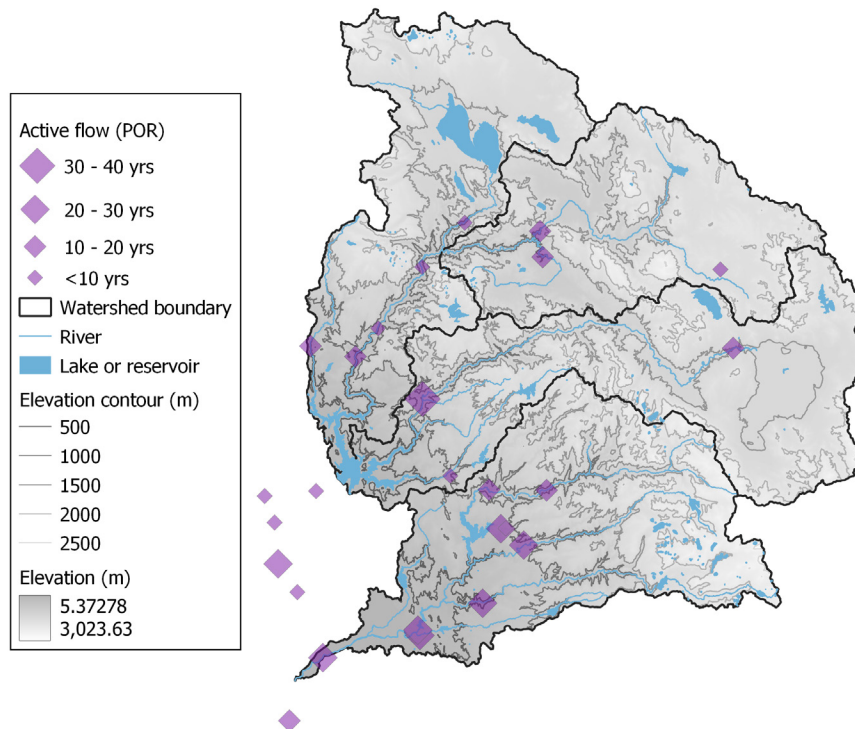 Active flow (POR)
30 - 40 yrs
20 - 30 yrs
10 - 20 yrs
<10 yrs
Watershed boundary
River
Lake or reservoir
Elevation contour (m)
500
1000
1500
2000
2500
Elevation (m)
5.37278
3,023.63